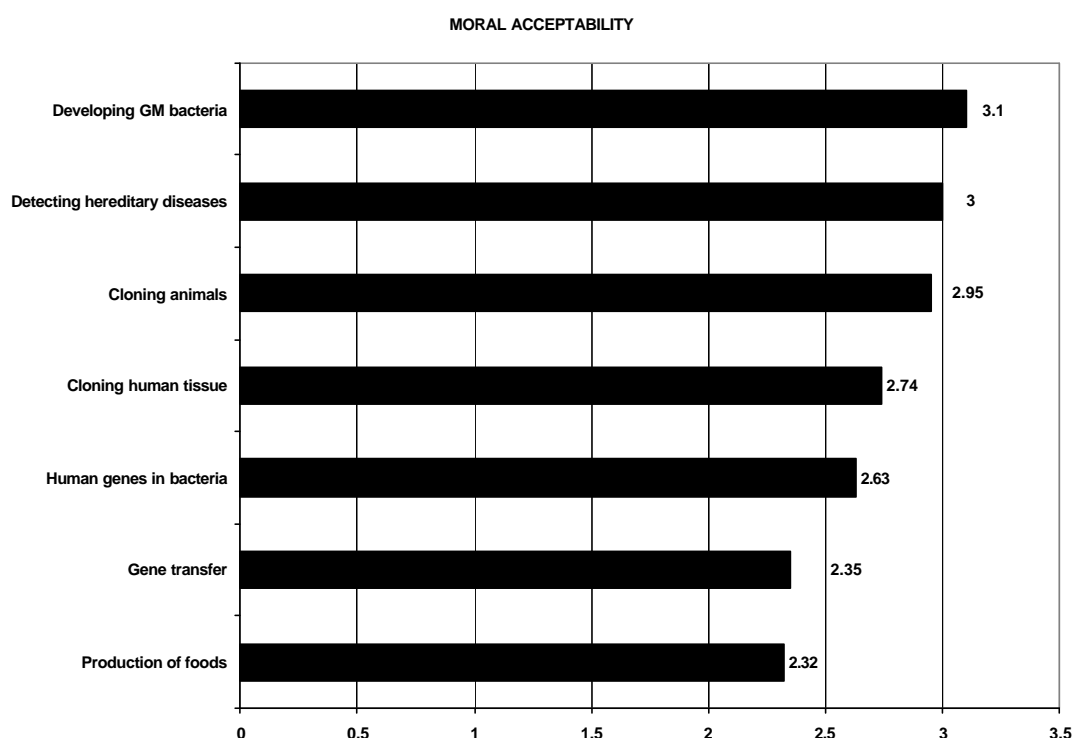 MORAL ACCEPTABILITY
Developing GM bacteria
3.1
Detecting hereditary diseases
3
Cloning animals
2.95
Cloning human tissue
2.74
Human genes in bacteria
2.63
Gene transfer
2.35
Production of foods
2.32
0 0.5 1 1.5 2 2.5 3 3.5